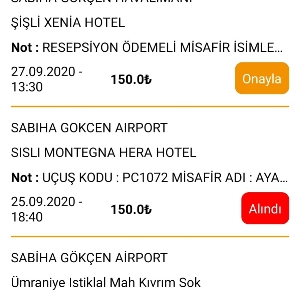 SABİHA GÖKÇEN HAVALİMANI
ŞİŞLİ XENİA HOTEL
Not : RESEPSİYON ÖDEMELİ MİSAFİR İSİMLE...
27.09.2020 -
13:30
150.0₺
Onayla
SABIHA GOKCEN AIRPORT
SISLI MONTEGNA HERA HOTEL
Not : UÇUŞ KODU : PC1072 MİSAFİR ADI : AYA...
25.09.2020 -
18:40
150.0₺
Alındı
SABİHA GÖKÇEN AİRPORT
Ümraniye Istiklal Mah Kıvrım Sok